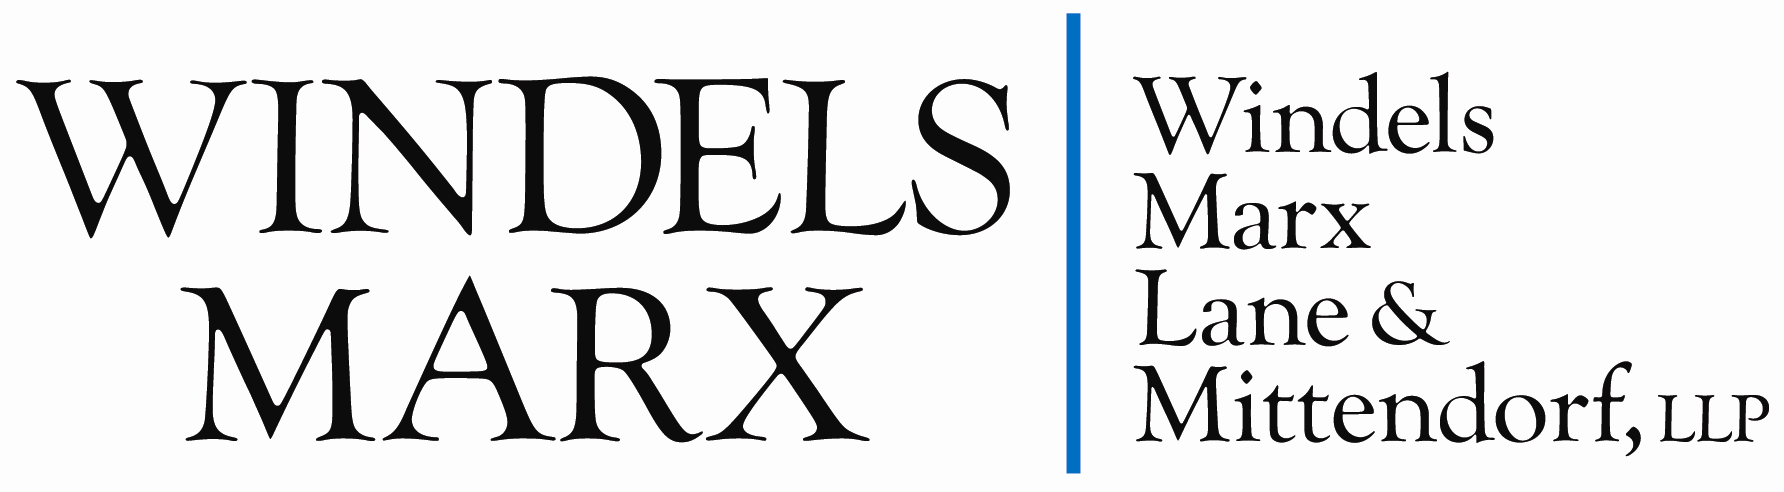 WINDELS
MARX
Windels
Marx
Lane &
Mittendorf, LLP